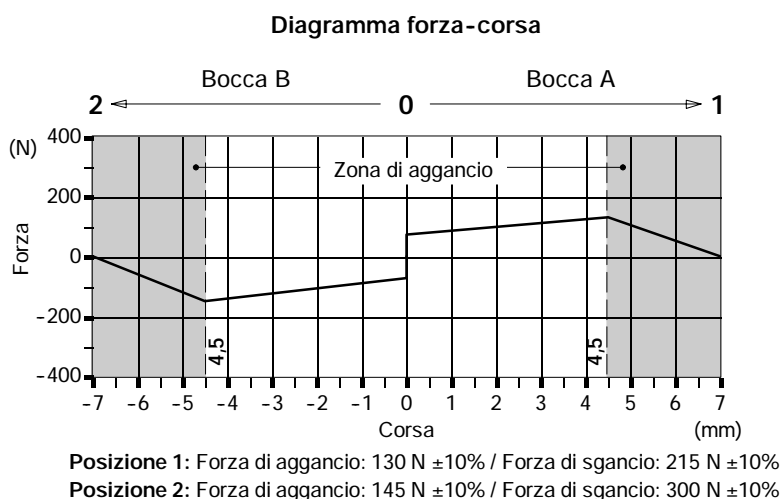 Diagramma forza-corsa
Bocca B Bocca A
2 0 1
(N)
400
200
0
-200
-400
Forza
Zona di aggancio
4,5 4,5
-7 -6 -5 -4 -3 -2 -1 0 1 2 3 4 5 6 7
Corsa (mm)
Posizione 1: Forza di aggancio: 130 N ±10% / Forza di sgancio: 215 N ±10%
Posizione 2: Forza di aggancio: 145 N ±10% / Forza di sgancio: 300 N ±10%